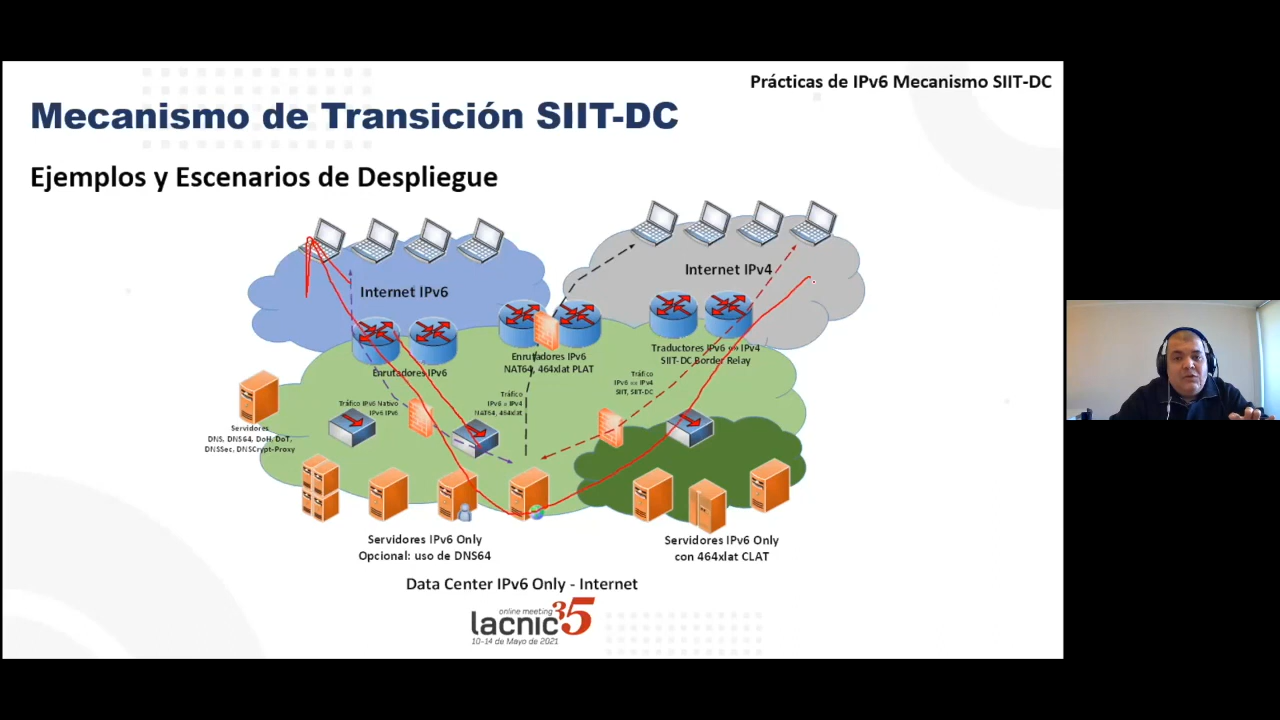 Prácticas de IPv6 Mecanismo SIIT-DC
Mecanismo de Transición SIIT-DC
Ejemplos y Escenarios de Despliegue
Internet IPv6
Internet IPv4
Enrutadores IPv6
Enrutadores IPv6
NAT64, 464xlat PLAT
Traductores IPv6 ⇔ IPv4
SIIT-DC Border Relay
Tráfico
IPv6 == IPv4
SIIT, SIIT-DC
Tráfico
IPv6 = IPv4
NAT64, 464xlat
Tráfico IPv6 Nativo
IPv6 IPv6
Servidores
DNS, DNS64, DoH, DoT,
DNSSec, DNSCrypt-Proxy
Servidores IPv6 Only
Opcional: uso de DNS64
Servidores IPv6 Only
con 464xlat CLAT
Data Center IPv6 Only - Internet
online meeting
lacnic35
10-14 de Mayo de 2021